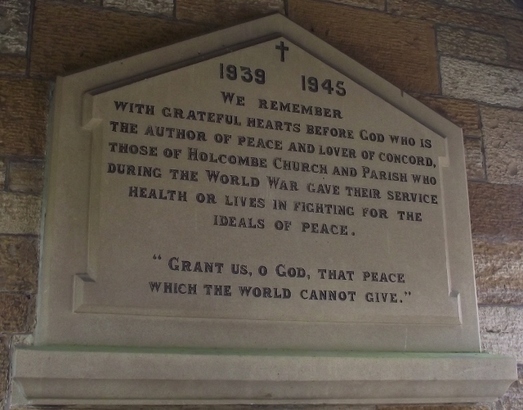 1939 1945
We remember
with grateful hearts before God who is
the author of peace and lover of concord,
those of Holcombe Church and Parish who
during the World War gave their service
health or lives in fighting for the
ideals of peace.
"Grant us, o God, that peace
which the world cannot give."